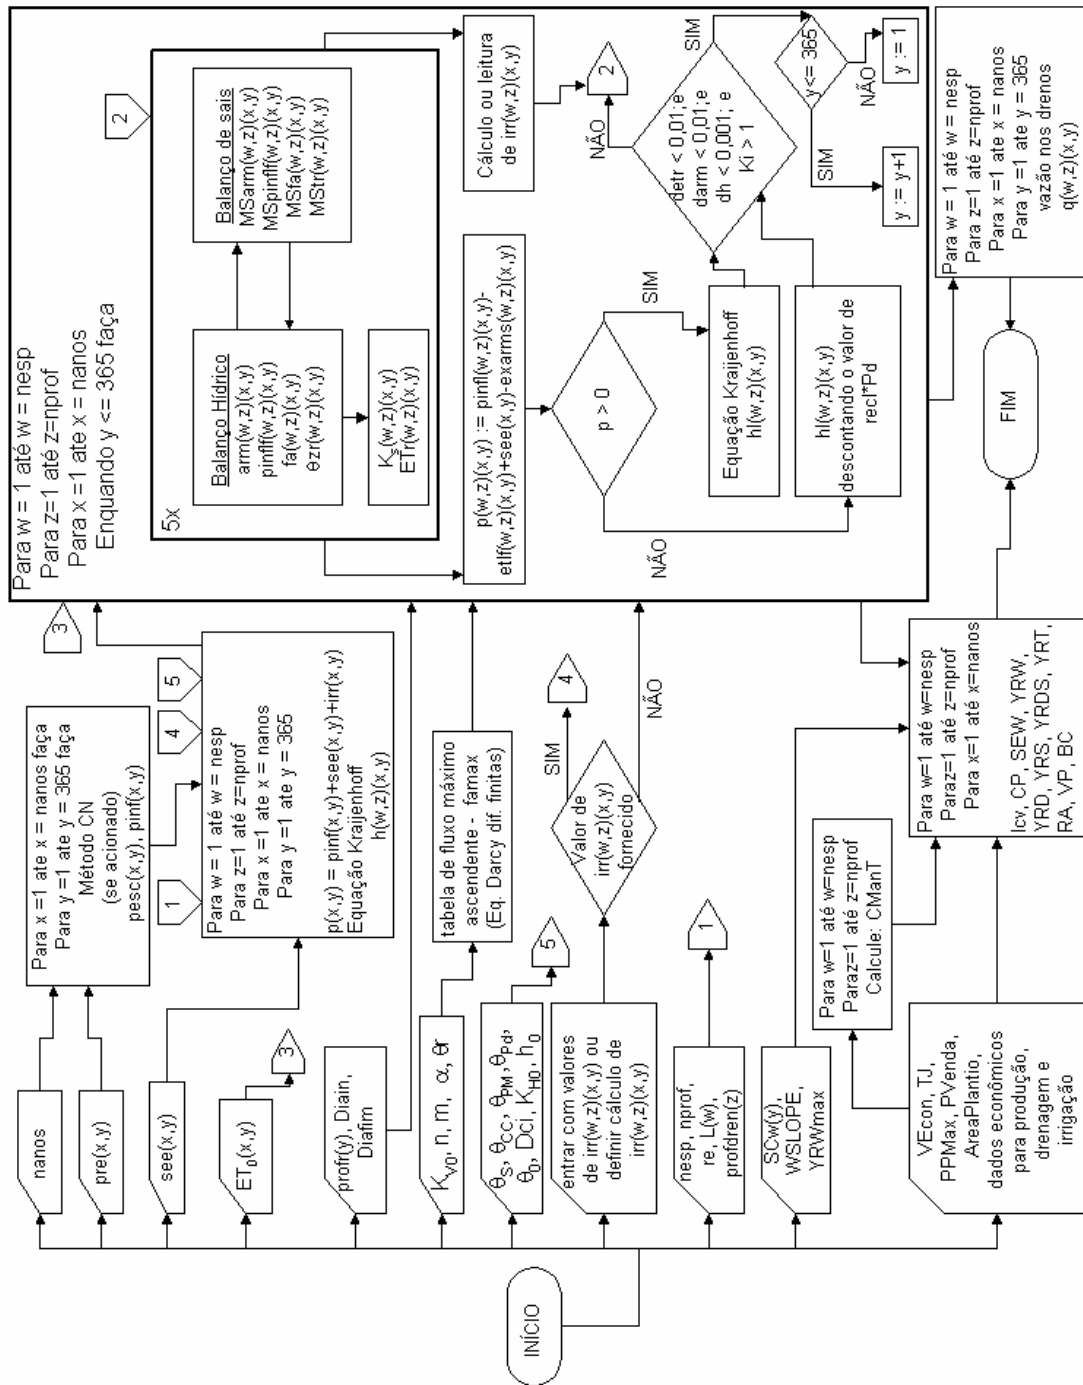 INÍCIO
nanos
pre(x,y)
see(x,y)
ET0(x,y)
3
profr(y), Diain,
Diafim
KV0, n, m, α, θr
θS, θCC, θPM, θPd,
θ0, Dci, KH0, h0
5
entrar com valores
de irr(w,z)(x,y) ou
definir cálculo de
irr(w,z)(x,y)
nesp, nprof,
re, L(w),
profdren(z)
1
SCw(y),
WSLOPE,
YRWmax
VEcon, TJ,
PPMax, PVenda,
AreaPlantio,
dados econômicos
para produção,
drenagem e
irrigação
Para x =1 ate x = nanos faça
Para y =1 ate y = 365 faça
Método CN
(se acionado)
pesc(x,y), pinf(x,y)
1
4
5
Para w = 1 até w = nesp
Para z=1 até z=nprof
Para x =1 ate x = nanos
Para y =1 ate y = 365
p(x,y) = pinf(x,y)+see(x,y)+irr(x,y)
Equação Kraijenhoff
h(w,z)(x,y)
tabela de fluxo máximo
ascendente - famax
(Eq. Darcy dif. finitas)
Valor de
irr(w,z)(x,y)
fornecido
SIM
4
NÃO
Para w=1 até w=nesp
Paraz=1 até z=nprof
Calcule: CManT
Para w=1 até w=nesp
Paraz=1 até z=nprof
Para x=1 até x=nanos
Icv, CP, SEW, YRW,
YRD, YRS, YRDS, YRT,
RA, VP, BC
3
Para w = 1 até w = nesp
Para z=1 até z=nprof
Para x =1 ate x = nanos
Enquando y <= 365 faça
2
5x
Balanço Hídrico
arm(w,z)(x,y)
pinflf(w,z)(x,y)
fa(w,z)(x,y)
θzr(w,z)(x,y)
Balanço de sais
MSarm(w,z)(x,y)
MSpinflf(w,z)(x,y)
MSfa(w,z)(x,y)
MStr(w,z)(x,y)
Ks(w,z)(x,y)
ETr(w,z)(x,y)
p(w,z)(x,y) := pinfl(w,z)(x,y)-
etlf(w,z)(x,y)+see(x,y)-exarms(w,z)(x,y)
Cálculo ou leitura
de irr(w,z)(x,y)
2
p > 0
SIM
NÃO
Equação Kraijenhoff
hl(w,z)(x,y)
hl(w,z)(x,y)
descontando o valor de
recl*Pd
NÃO
detr < 0,01; e
darm < 0,01; e
dh < 0,001; e
Ki > 1
SIM
y<= 365
SIM
NÃO
y := y+1
y := 1
Para w = 1 até w = nesp
Para z=1 até z=nprof
Para x =1 ate x = nanos
Para y =1 ate y = 365
vazão nos drenos
q(w,z)(x,y)
FIM